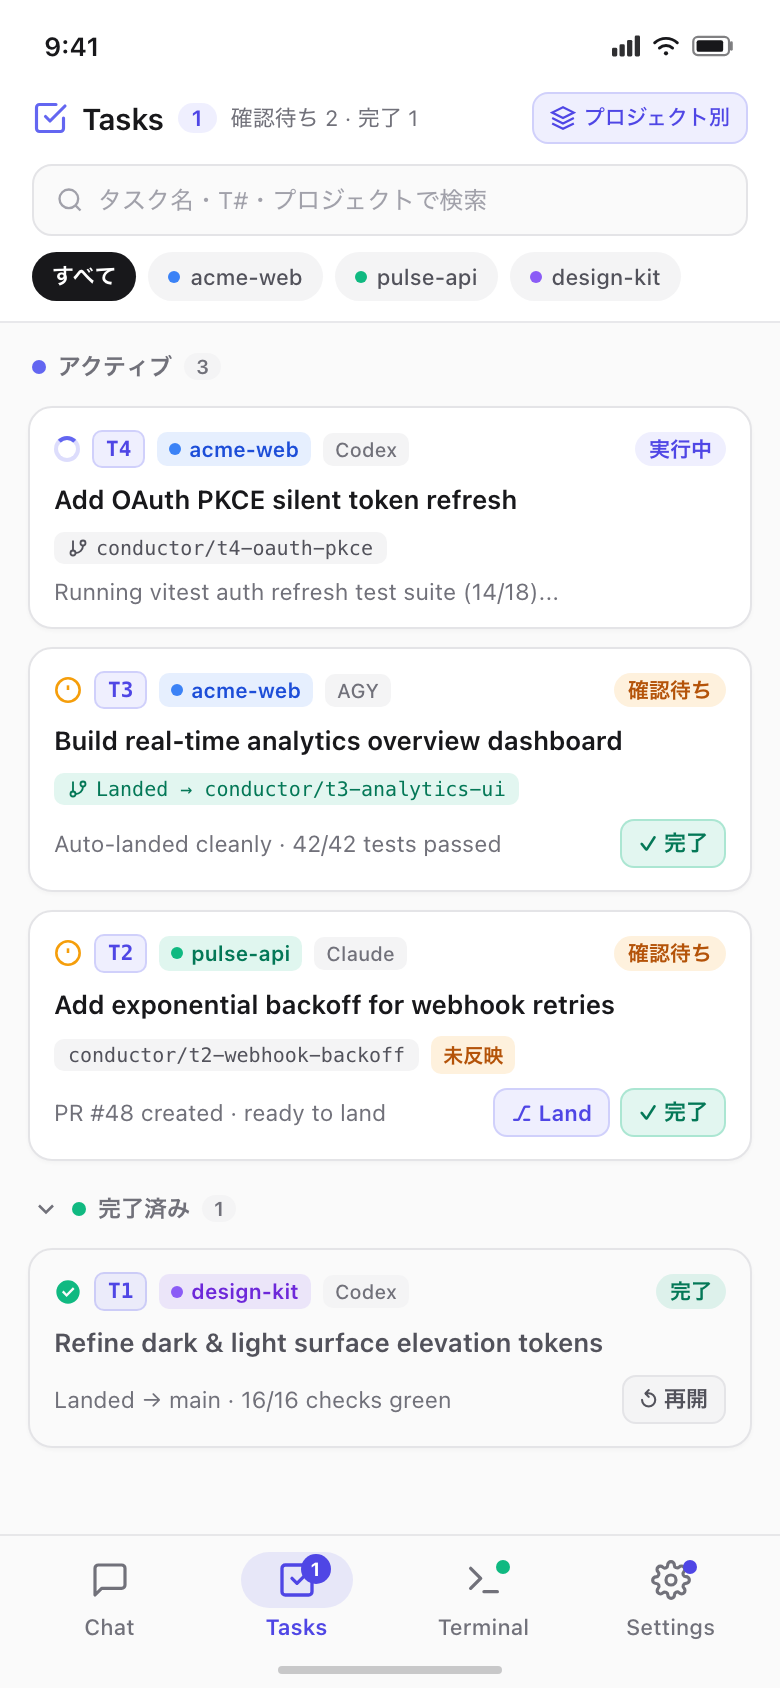 9:41
Tasks 1 確認待ち 2 · 完了 1 プロジェクト別
タスク名・T#・プロジェクトで検索
すべて acme-web pulse-api design-kit
アクティブ 3
T4 acme-web Codex 実行中
Add OAuth PKCE silent token refresh
conductor/t4-oauth-pkce
Running vitest auth refresh test suite (14/18)...
T3 acme-web AGY 確認待ち
Build real-time analytics overview dashboard
Landed → conductor/t3-analytics-ui
Auto-landed cleanly · 42/42 tests passed ✓ 完了
T2 pulse-api Claude 確認待ち
Add exponential backoff for webhook retries
conductor/t2-webhook-backoff 未反映
PR #48 created · ready to land Land ✓ 完了
完了済み 1
T1 design-kit Codex 完了
Refine dark & light surface elevation tokens
Landed → main · 16/16 checks green 再開
1
Chat Tasks Terminal Settings